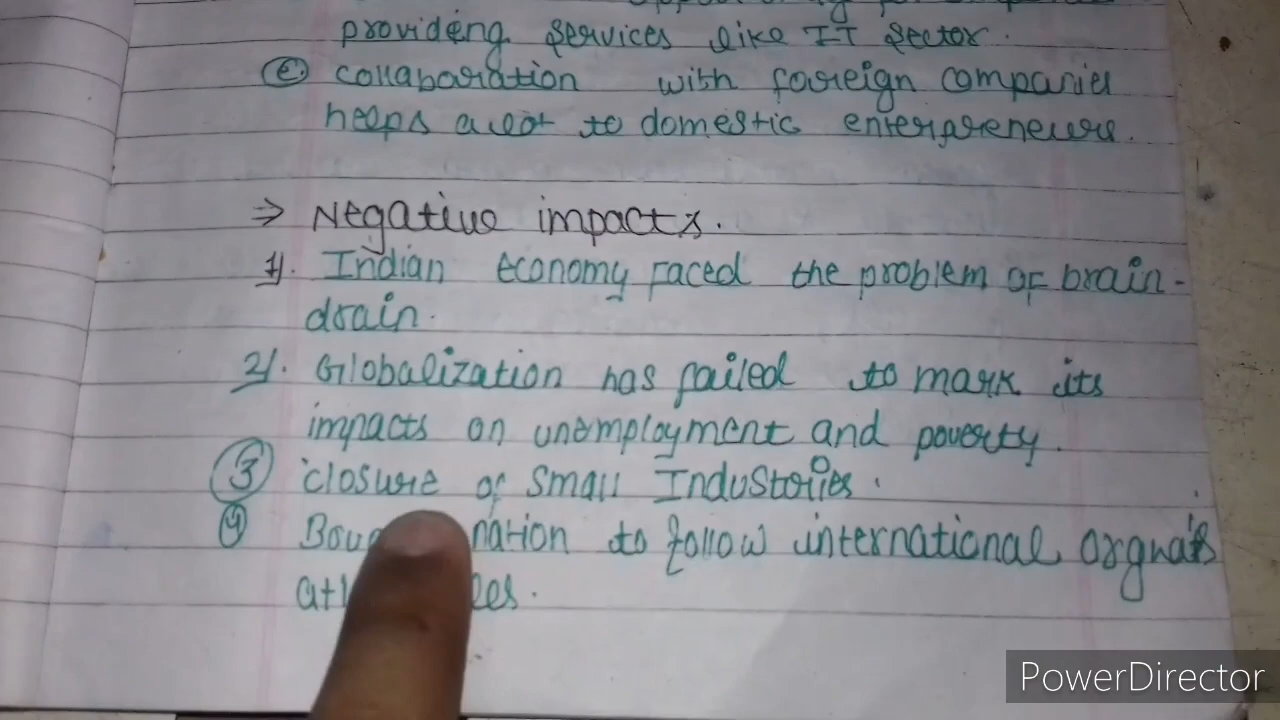 providing services like IT sector.
collabaration with foreign companies
helps a lot to domestic enterpreneurs.
⇒ Negative impacts.
1). Indian economy faced the problem of brain-
drain.
2). Globalization has failed to mark its
impacts on unemployment and poverty.
③ closure of small Industries.
④ nation to follow international
PowerDirector